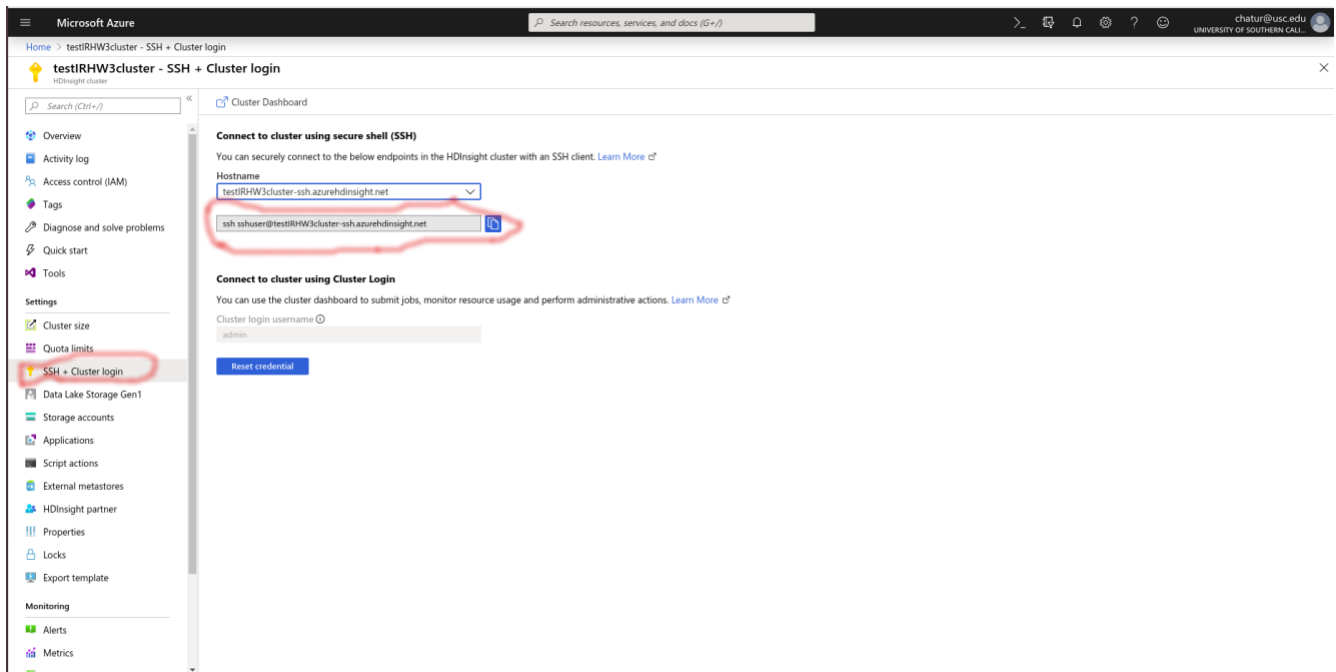 Microsoft Azure
Search resources, services, and docs (G+/)
chatur@usc.edu
UNIVERSITY OF SOUTHERN CALI...
Home > testIRHW3cluster - SSH + Cluster login
testIRHW3cluster - SSH + Cluster login
HDInsight cluster
Search (Ctrl+/)
Overview
Activity log
Access control (IAM)
Tags
Diagnose and solve problems
Quick start
Tools
Settings
Cluster size
Quota limits
SSH + Cluster login
Data Lake Storage Gen1
Storage accounts
Applications
Script actions
External metastores
HDInsight partner
Properties
Locks
Export template
Monitoring
Alerts
Metrics
Cluster Dashboard
Connect to cluster using secure shell (SSH)
You can securely connect to the below endpoints in the HDInsight cluster with an SSH client. Learn More
Hostname
testIRHW3cluster-ssh.azurehdinsight.net
ssh sshuser@testIRHW3cluster-ssh.azurehdinsight.net
Connect to cluster using Cluster Login
You can use the cluster dashboard to submit jobs, monitor resource usage and perform administrative actions. Learn More
Cluster login username
admin
Reset credential